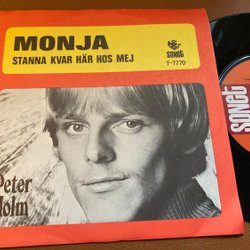 MONJA
STANNA KVAR HÄR HOS MEJ
SONET
T-7770
Peter
Holm
sonet